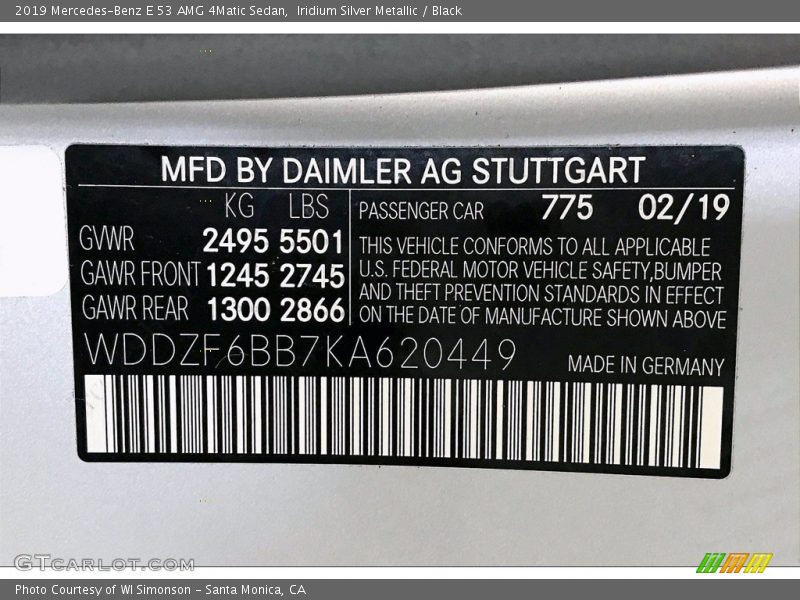 2019 Mercedes-Benz E 53 AMG 4Matic Sedan, Iridium Silver Metallic / Black
MFD BY DAIMLER AG STUTTGART
KG LBS
GVWR 2495 5501
GAWR FRONT 1245 2745
GAWR REAR 1300 2866
PASSENGER CAR 775 02/19
THIS VEHICLE CONFORMS TO ALL APPLICABLE
U.S. FEDERAL MOTOR VEHICLE SAFETY,BUMPER
AND THEFT PREVENTION STANDARDS IN EFFECT
ON THE DATE OF MANUFACTURE SHOWN ABOVE
WDDZF6BB7KA620449 MADE IN GERMANY
GTCARLOT.COM
Photo Courtesy of WI Simonson - Santa Monica, CA